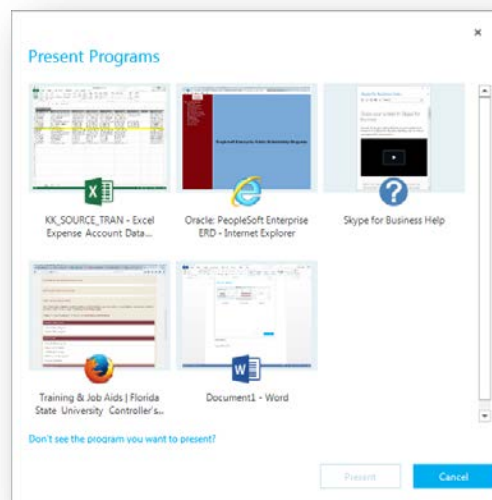 Present Programs
KK_SOURCE_TRAN - Excel
Expense Account Data...
Oracle: PeopleSoft Enterprise
ERD - Internet Explorer
Skype for Business Help
Training & Job Aids | Florida
State University Controller's...
Document1 - Word
Don't see the program you want to present?
Present
Cancel